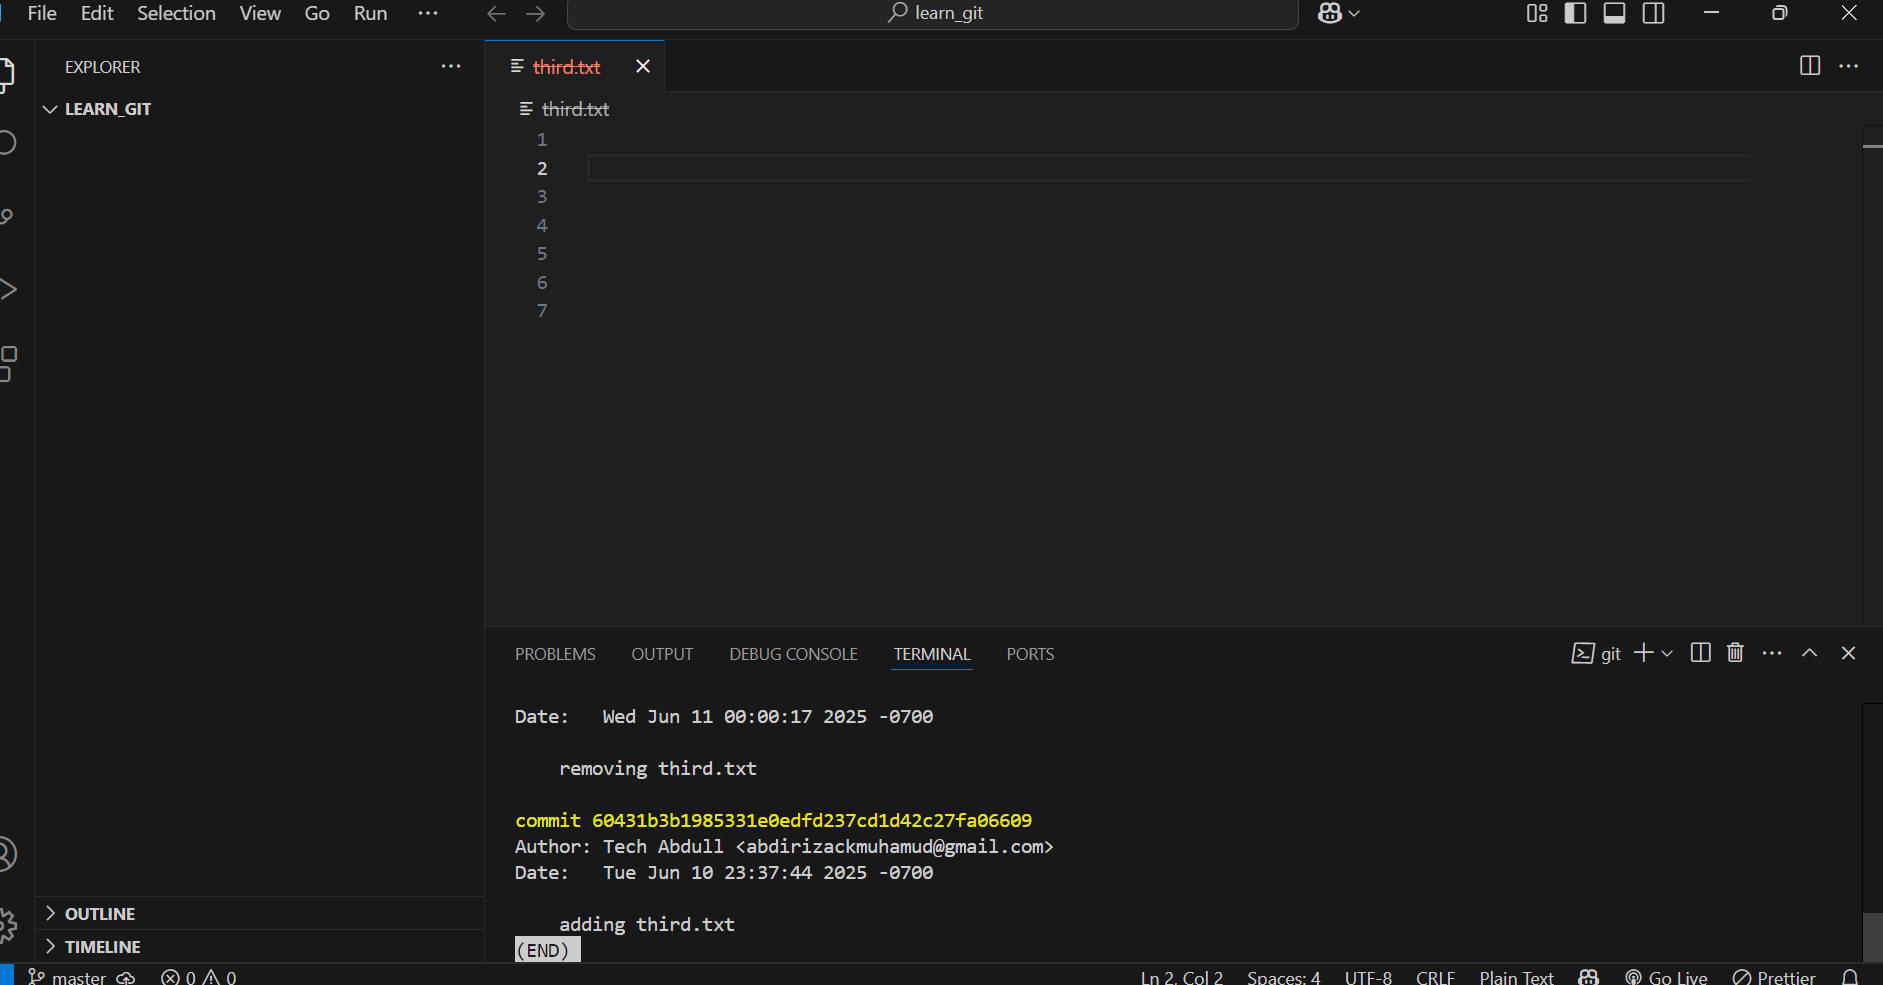 File Edit Selection View Go Run ···
learn_git
EXPLORER
LEARN_GIT
third.txt
third.txt
1
2
3
4
5
6
7
PROBLEMS OUTPUT DEBUG CONSOLE TERMINAL PORTS
git
Date:   Wed Jun 11 00:00:17 2025 -0700
removing third.txt
commit 60431b3b1985331e0edfd237cd1d42c27fa06609
Author: Tech Abdull <abdirizackmuhamud@gmail.com>
Date:   Tue Jun 10 23:37:44 2025 -0700
adding third.txt
(END)
OUTLINE
TIMELINE
master 0 0 Ln 2, Col 2 Spaces: 4 UTF-8 CRLF Plain Text Go Live Prettier